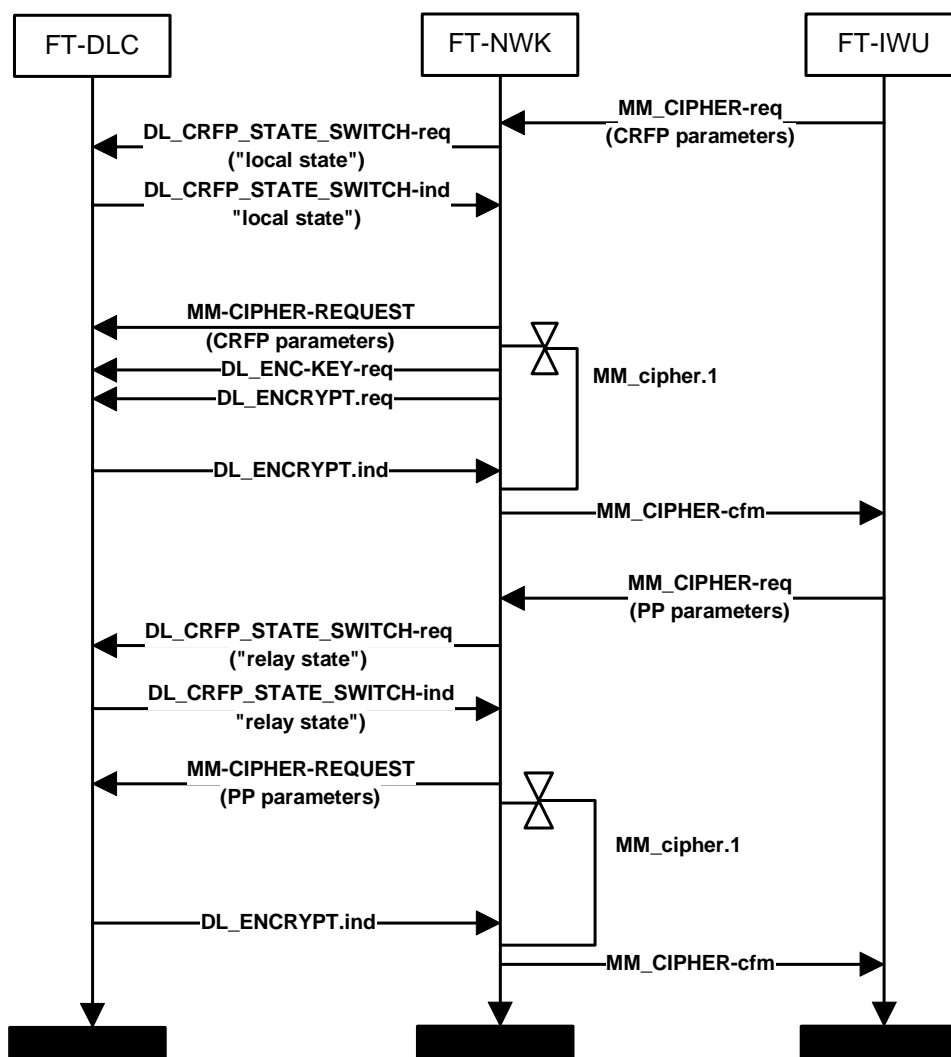 FT-DLC
FT-NWK
FT-IWU
MM_CIPHER-req
(CRFP parameters)
DL_CRFP_STATE_SWITCH-req
("local state")
DL_CRFP_STATE_SWITCH-ind
"local state")
MM-CIPHER-REQUEST
(CRFP parameters)
DL_ENC-KEY-req
MM_cipher.1
DL_ENCRYPT.req
DL_ENCRYPT.ind
MM_CIPHER-cfm
MM_CIPHER-req
(PP parameters)
DL_CRFP_STATE_SWITCH-req
("relay state")
DL_CRFP_STATE_SWITCH-ind
"relay state")
MM-CIPHER-REQUEST
(PP parameters)
MM_cipher.1
DL_ENCRYPT.ind
MM_CIPHER-cfm